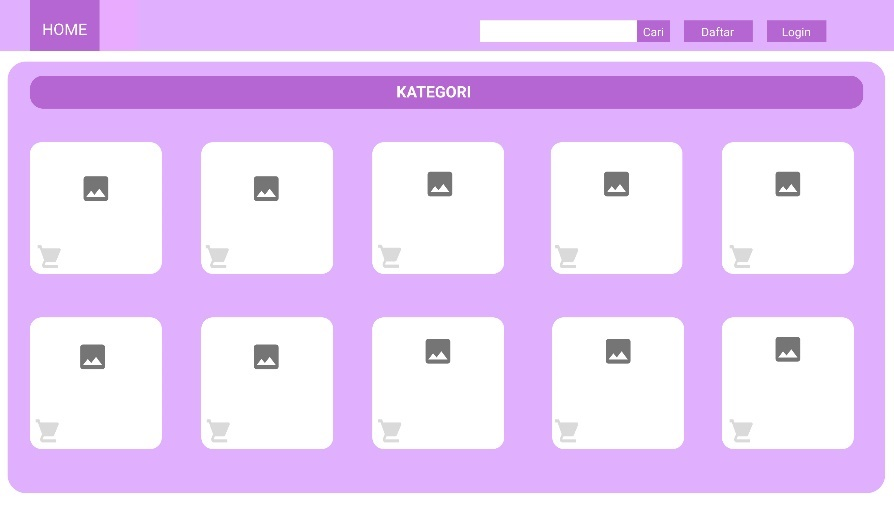 HOME
Cari
Daftar
Login
KATEGORI